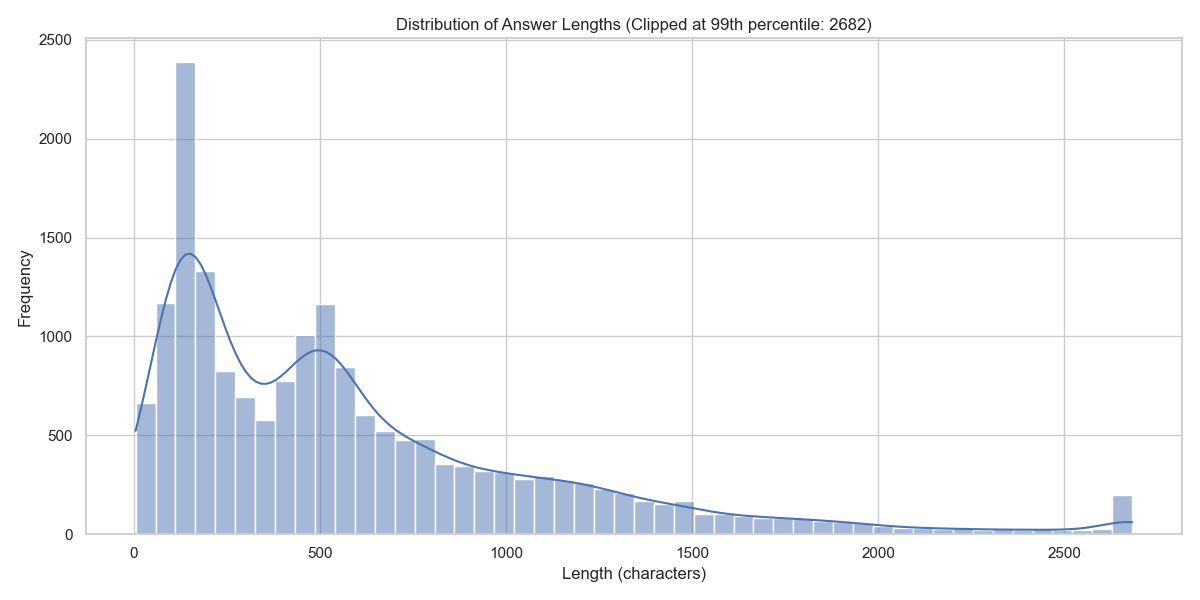 Distribution of Answer Lengths (Clipped at 99th percentile: 2682)
2500
2000
1500
1000
500
0
Frequency
0 500 1000 1500 2000 2500
Length (characters)